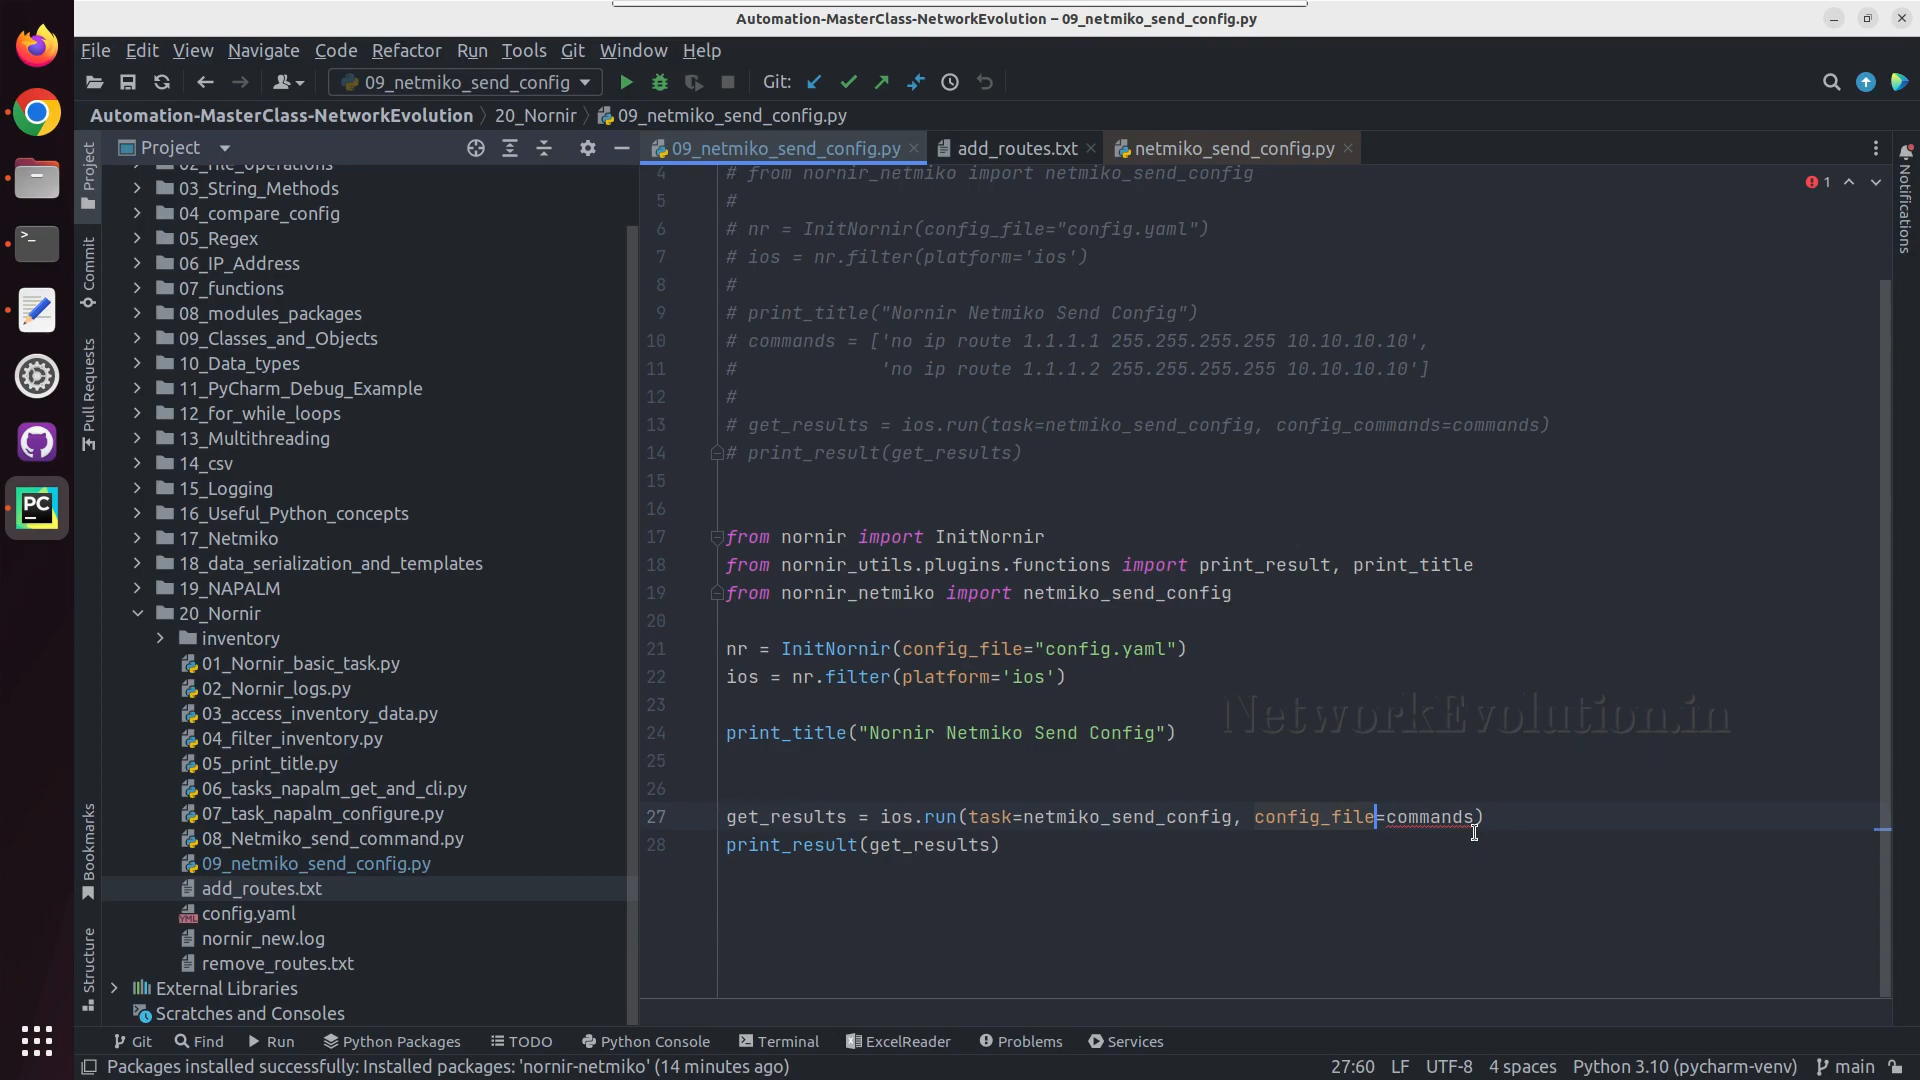 Automation-MasterClass-NetworkEvolution – 09_netmiko_send_config.py
File Edit View Navigate Code Refactor Run Tools Git Window Help
09_netmiko_send_config Git:
Automation-MasterClass-NetworkEvolution 20_Nornir 09_netmiko_send_config.py
Project
09_netmiko_send_config.py add_routes.txt netmiko_send_config.py
Project
Commit
Pull Requests
Bookmarks
Structure
03_String_Methods
04_compare_config
05_Regex
06_IP_Address
07_functions
08_modules_packages
09_Classes_and_Objects
10_Data_types
11_PyCharm_Debug_Example
12_for_while_loops
13_Multithreading
14_csv
15_Logging
16_Useful_Python_concepts
17_Netmiko
18_data_serialization_and_templates
19_NAPALM
20_Nornir
inventory
01_Nornir_basic_task.py
02_Nornir_logs.py
03_access_inventory_data.py
04_filter_inventory.py
05_print_title.py
06_tasks_napalm_get_and_cli.py
07_task_napalm_configure.py
08_Netmiko_send_command.py
09_netmiko_send_config.py
add_routes.txt
config.yaml
nornir_new.log
remove_routes.txt
External Libraries
Scratches and Consoles
4 # from nornir_netmiko import netmiko_send_config
5 #
6 # nr = InitNornir(config_file="config.yaml")
7 # ios = nr.filter(platform='ios')
8 #
9 # print_title("Nornir Netmiko Send Config")
10 # commands = ['no ip route 1.1.1.1 255.255.255.255 10.10.10.10',
11 #             'no ip route 1.1.1.2 255.255.255.255 10.10.10.10']
12 #
13 # get_results = ios.run(task=netmiko_send_config, config_commands=commands)
14 # print_result(get_results)
15
16
17 from nornir import InitNornir
18 from nornir_utils.plugins.functions import print_result, print_title
19 from nornir_netmiko import netmiko_send_config
20
21 nr = InitNornir(config_file="config.yaml")
22 ios = nr.filter(platform='ios')
23
24 print_title("Nornir Netmiko Send Config")
25
26
27 get_results = ios.run(task=netmiko_send_config, config_file=commands)
28 print_result(get_results)
1
NetworkEvolution.in
Notifications
Git Find Run Python Packages TODO Python Console Terminal ExcelReader Problems Services
Packages installed successfully: Installed packages: 'nornir-netmiko' (14 minutes ago) 27:60 LF UTF-8 4 spaces Python 3.10 (pycharm-venv) main